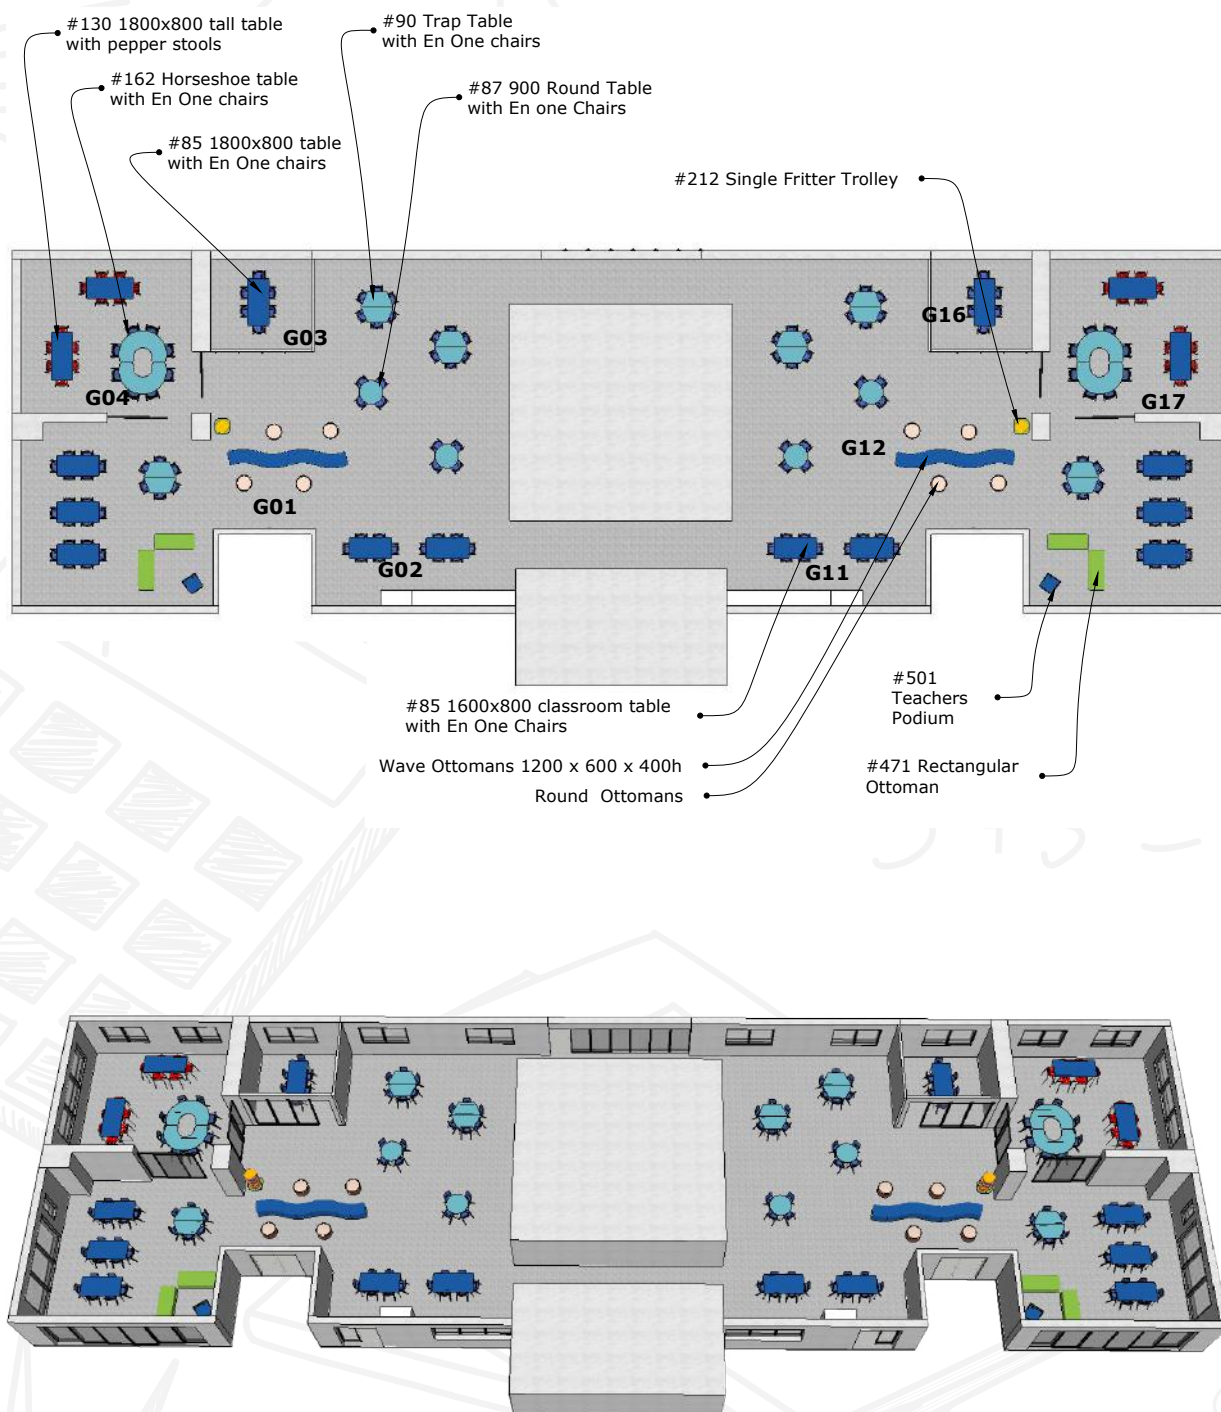 #130 1800x800 tall table
with pepper stools
#90 Trap Table
with En One chairs
#162 Horseshoe table
with En One chairs
#87 900 Round Table
with En one Chairs
#85 1800x800 table
with En One chairs
#212 Single Fritter Trolley
G03
G16
G04
G17
G12
G01
G02
G11
#85 1600x800 classroom table
with En One Chairs
Wave Ottomans 1200 x 600 x 400h
Round Ottomans
#501
Teachers
Podium
#471 Rectangular
Ottoman